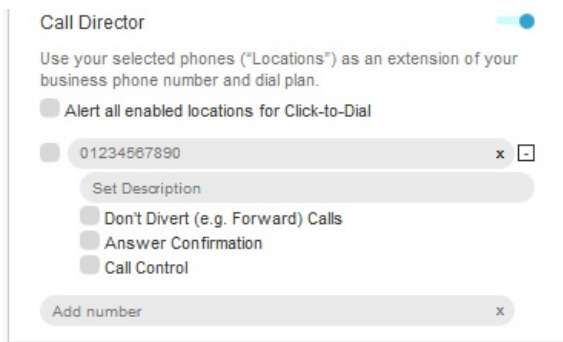 Call Director
Use your selected phones (“Locations”) as an extension of your
business phone number and dial plan.
Alert all enabled locations for Click-to-Dial
01234567890 x -
Set Description
Don't Divert (e.g. Forward) Calls
Answer Confirmation
Call Control
Add number x